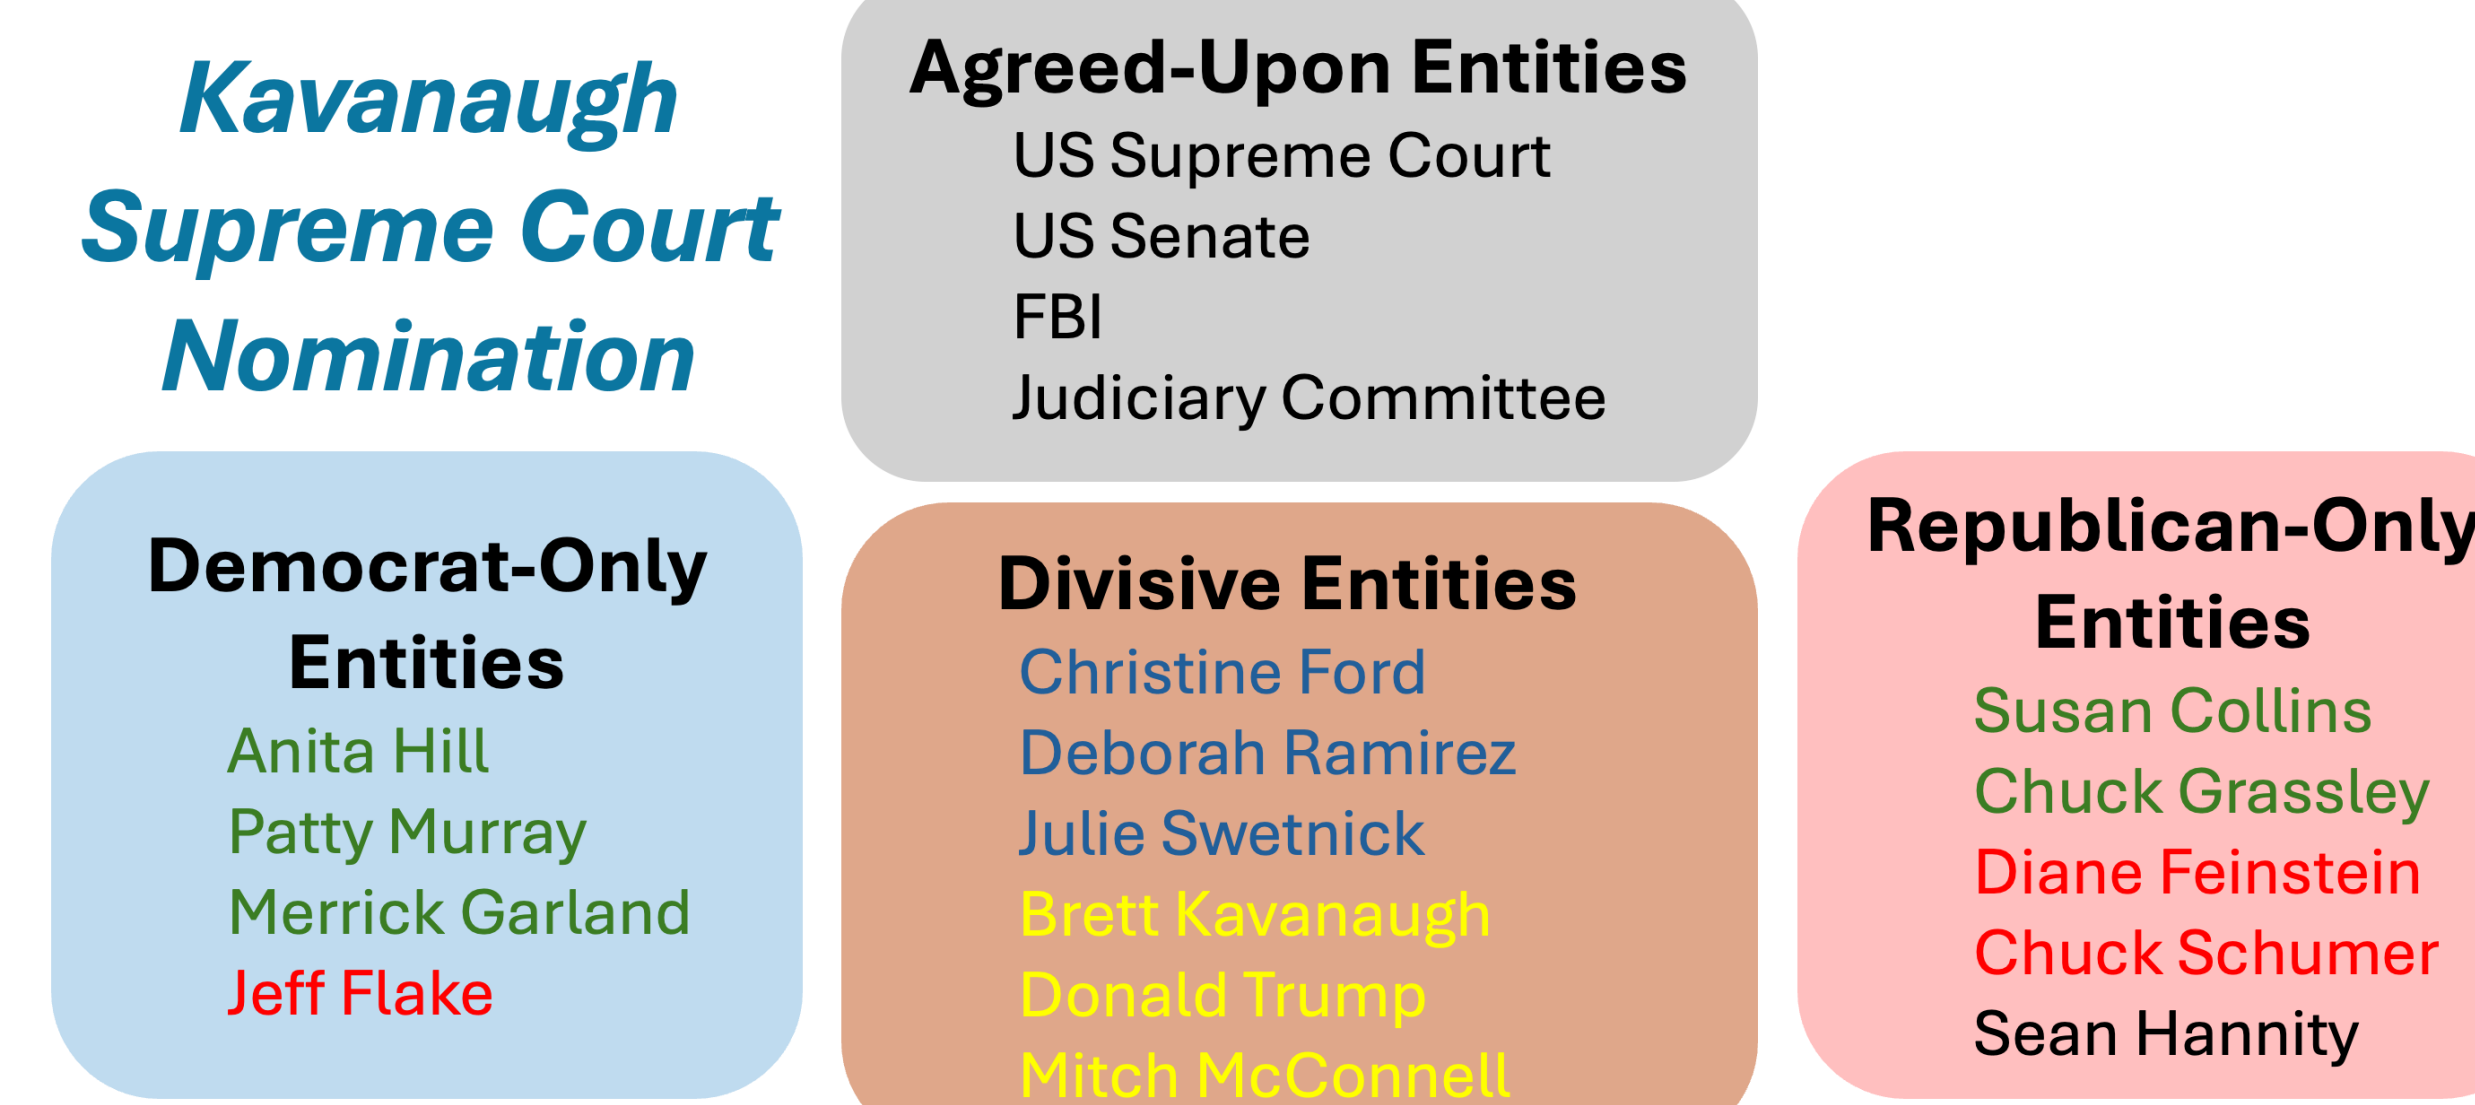 Kavanaugh
Supreme Court
Nomination
Agreed-Upon Entities
US Supreme Court
US Senate
FBI
Judiciary Committee
Democrat-Only
Entities
Anita Hill
Patty Murray
Merrick Garland
Jeff Flake
Divisive Entities
Christine Ford
Deborah Ramirez
Julie Swetnick
Brett Kavanaugh
Donald Trump
Mitch McConnell
Republican-Only
Entities
Susan Collins
Chuck Grassley
Diane Feinstein
Chuck Schumer
Sean Hannity